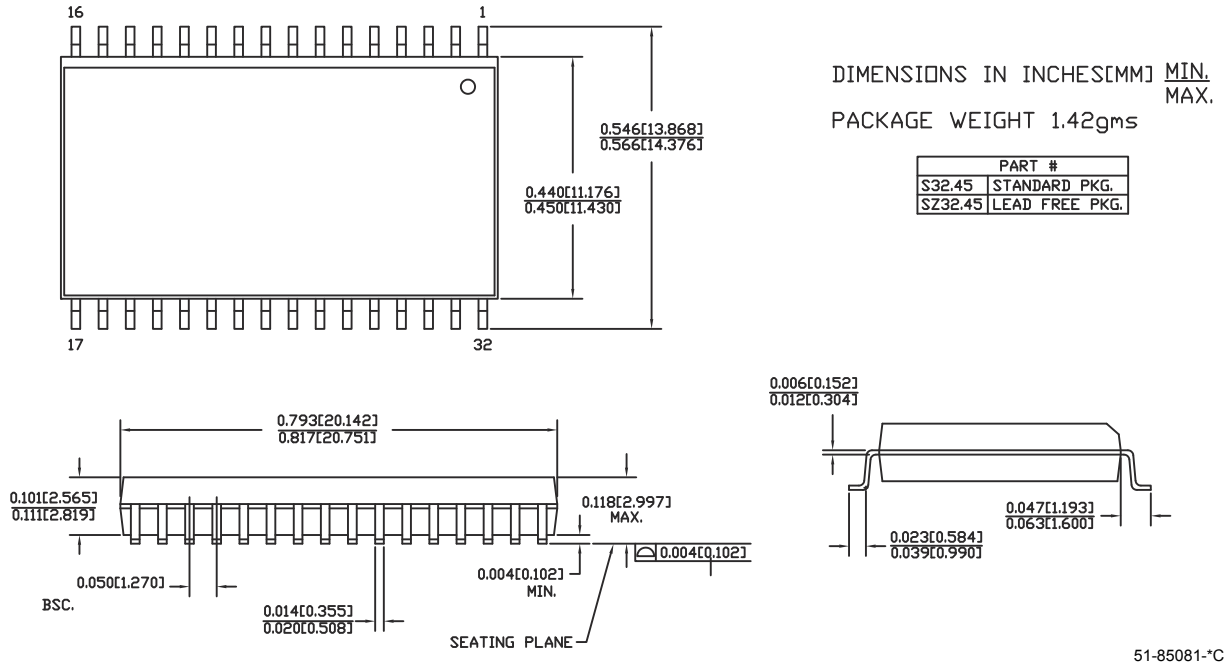 16
1
DIMENSIONS IN INCHES[MM] MIN.
MAX.
PACKAGE WEIGHT 1.42gms
PART #
S32.45 STANDARD PKG.
SZ32.45 LEAD FREE PKG.
0.546[13.868]
0.566[14.376]
0.440[11.176]
0.450[11.430]
17
32
0.793[20.142]
0.817[20.751]
0.006[0.152]
0.012[0.304]
0.101[2.565]
0.111[2.819]
0.118[2.997]
MAX.
0.047[1.193]
0.063[1.600]
0.023[0.584]
0.039[0.990]
0.004[0.102]
0.050[1.270]
BSC.
0.004[0.102]
MIN.
0.014[0.355]
0.020[0.508]
SEATING PLANE
51-85081-*C